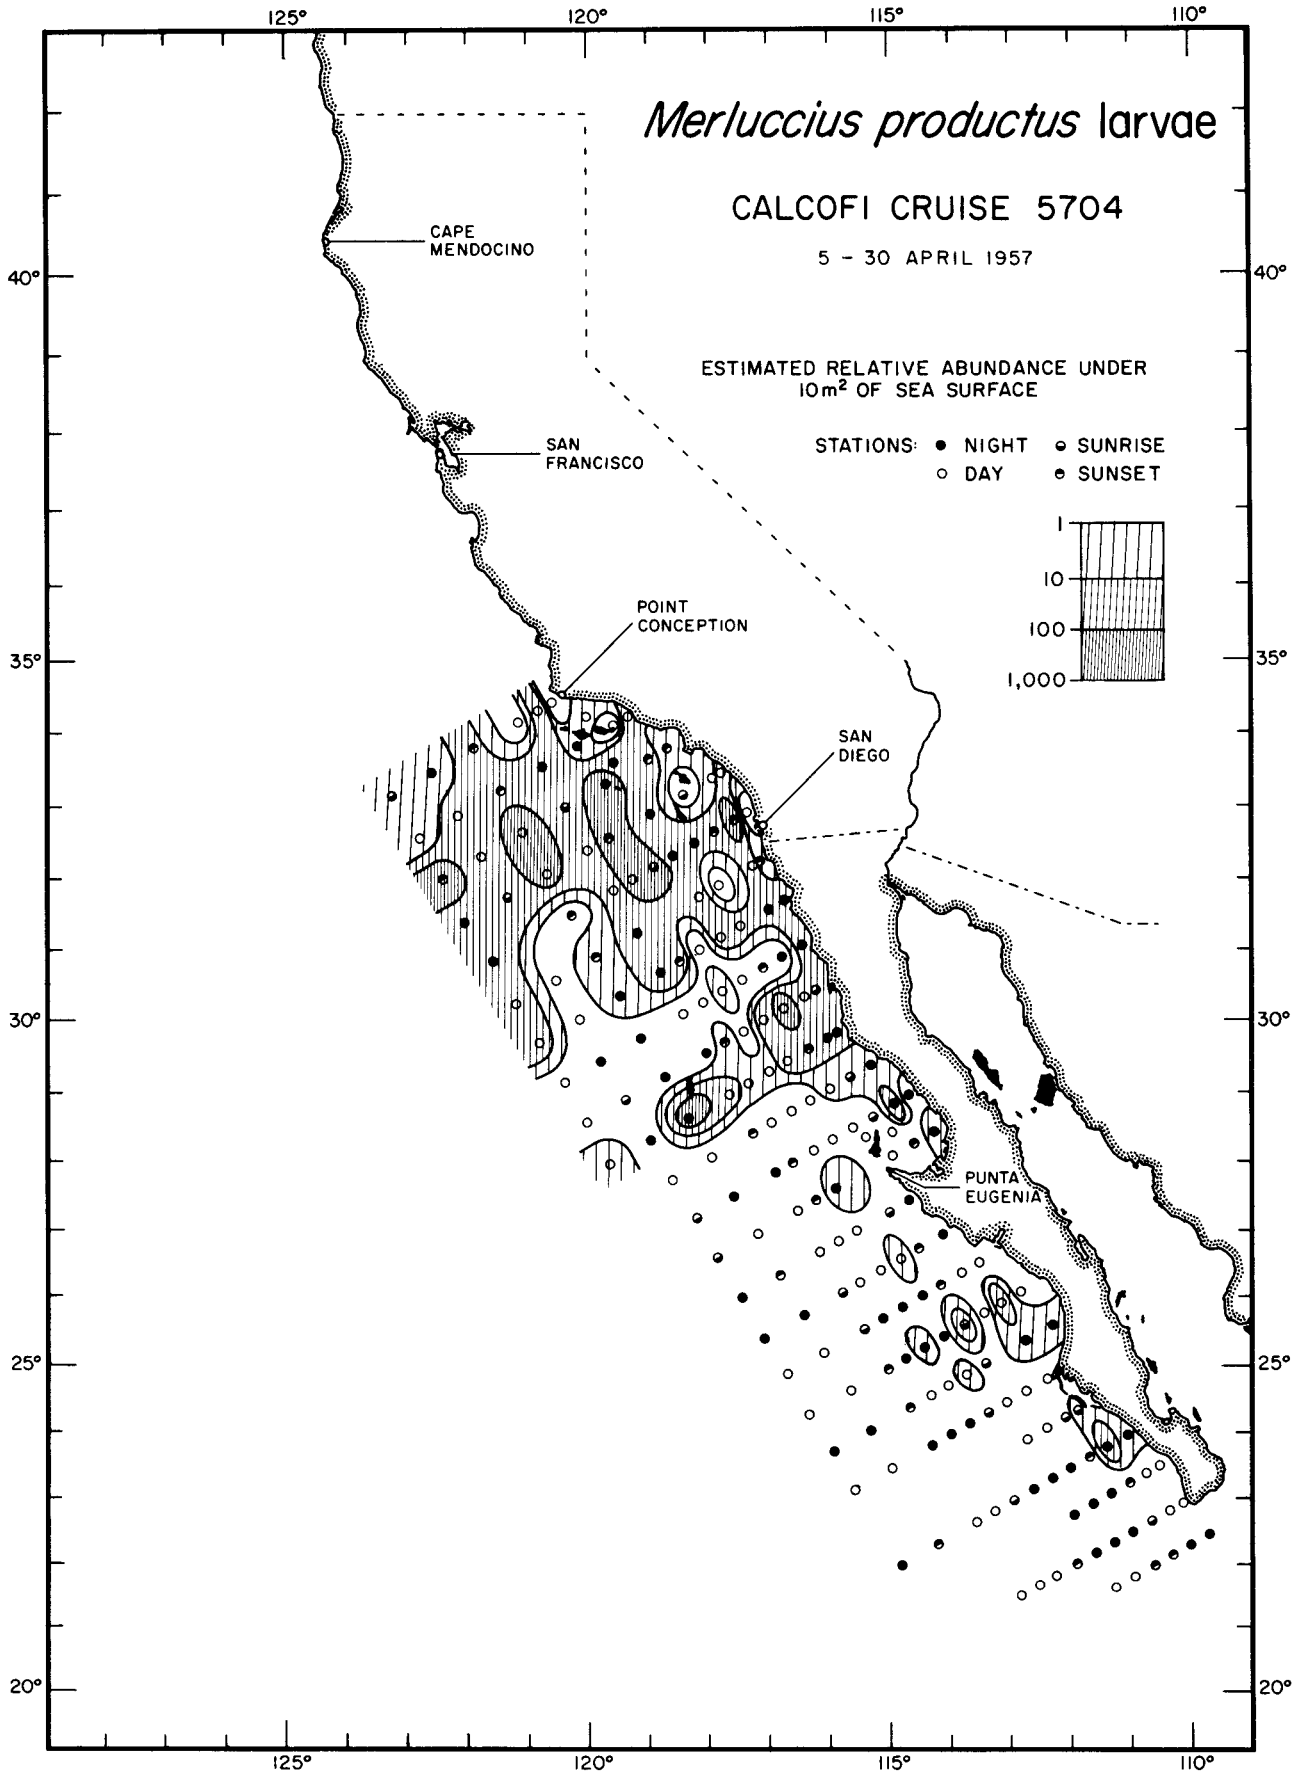 125° 120° 115° 110°
Merluccius productus larvae
CALCOFI CRUISE 5704
5 – 30 APRIL 1957
CAPE
MENDOCINO
40° 40°
ESTIMATED RELATIVE ABUNDANCE UNDER
10m² OF SEA SURFACE
STATIONS: ● NIGHT SUNRISE
○ DAY SUNSET
SAN
FRANCISCO
1
10
100
1,000
POINT
CONCEPTION
35° 35°
SAN
DIEGO
30° 30°
PUNTA
EUGENIA
25° 25°
20° 20°
125° 120° 115° 110°